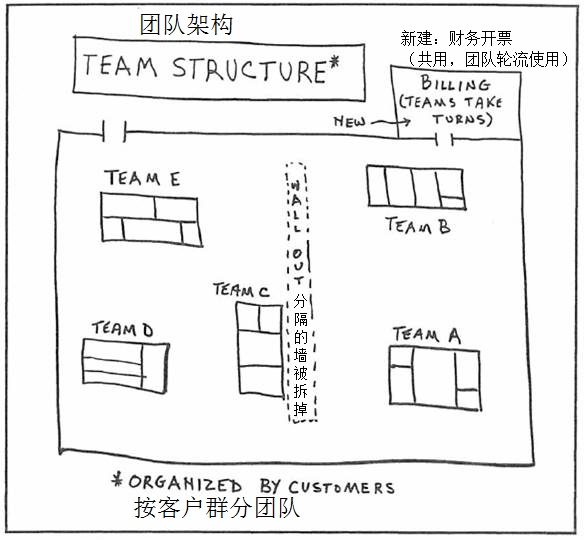 团队架构
TEAM STRUCTURE*
新建：财务开票
（共用，团队轮流使用）
BILLING
(TEAMS TAKE
TURNS)
NEW
TEAM E
TEAM B
WALL OUT
分隔的墙被拆掉
TEAM C
TEAM D
TEAM A
*ORGANIZED BY CUSTOMERS
按客户群分团队